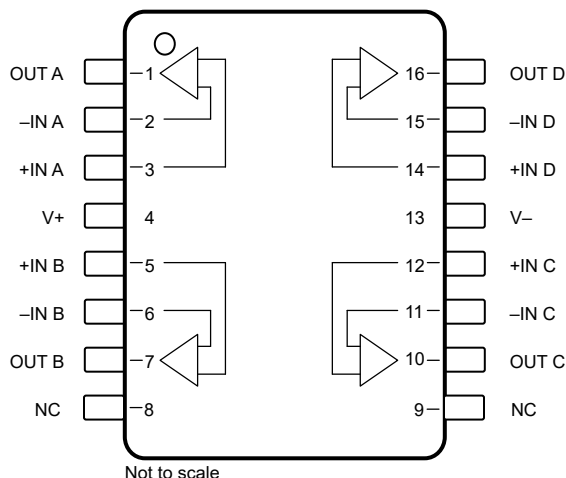 OUT A 1 16 OUT D
–IN A 2 15 –IN D
+IN A 3 14 +IN D
V+ 4 13 V–
+IN B 5 12 +IN C
–IN B 6 11 –IN C
OUT B 7 10 OUT C
NC 8 9 NC
Not to scale